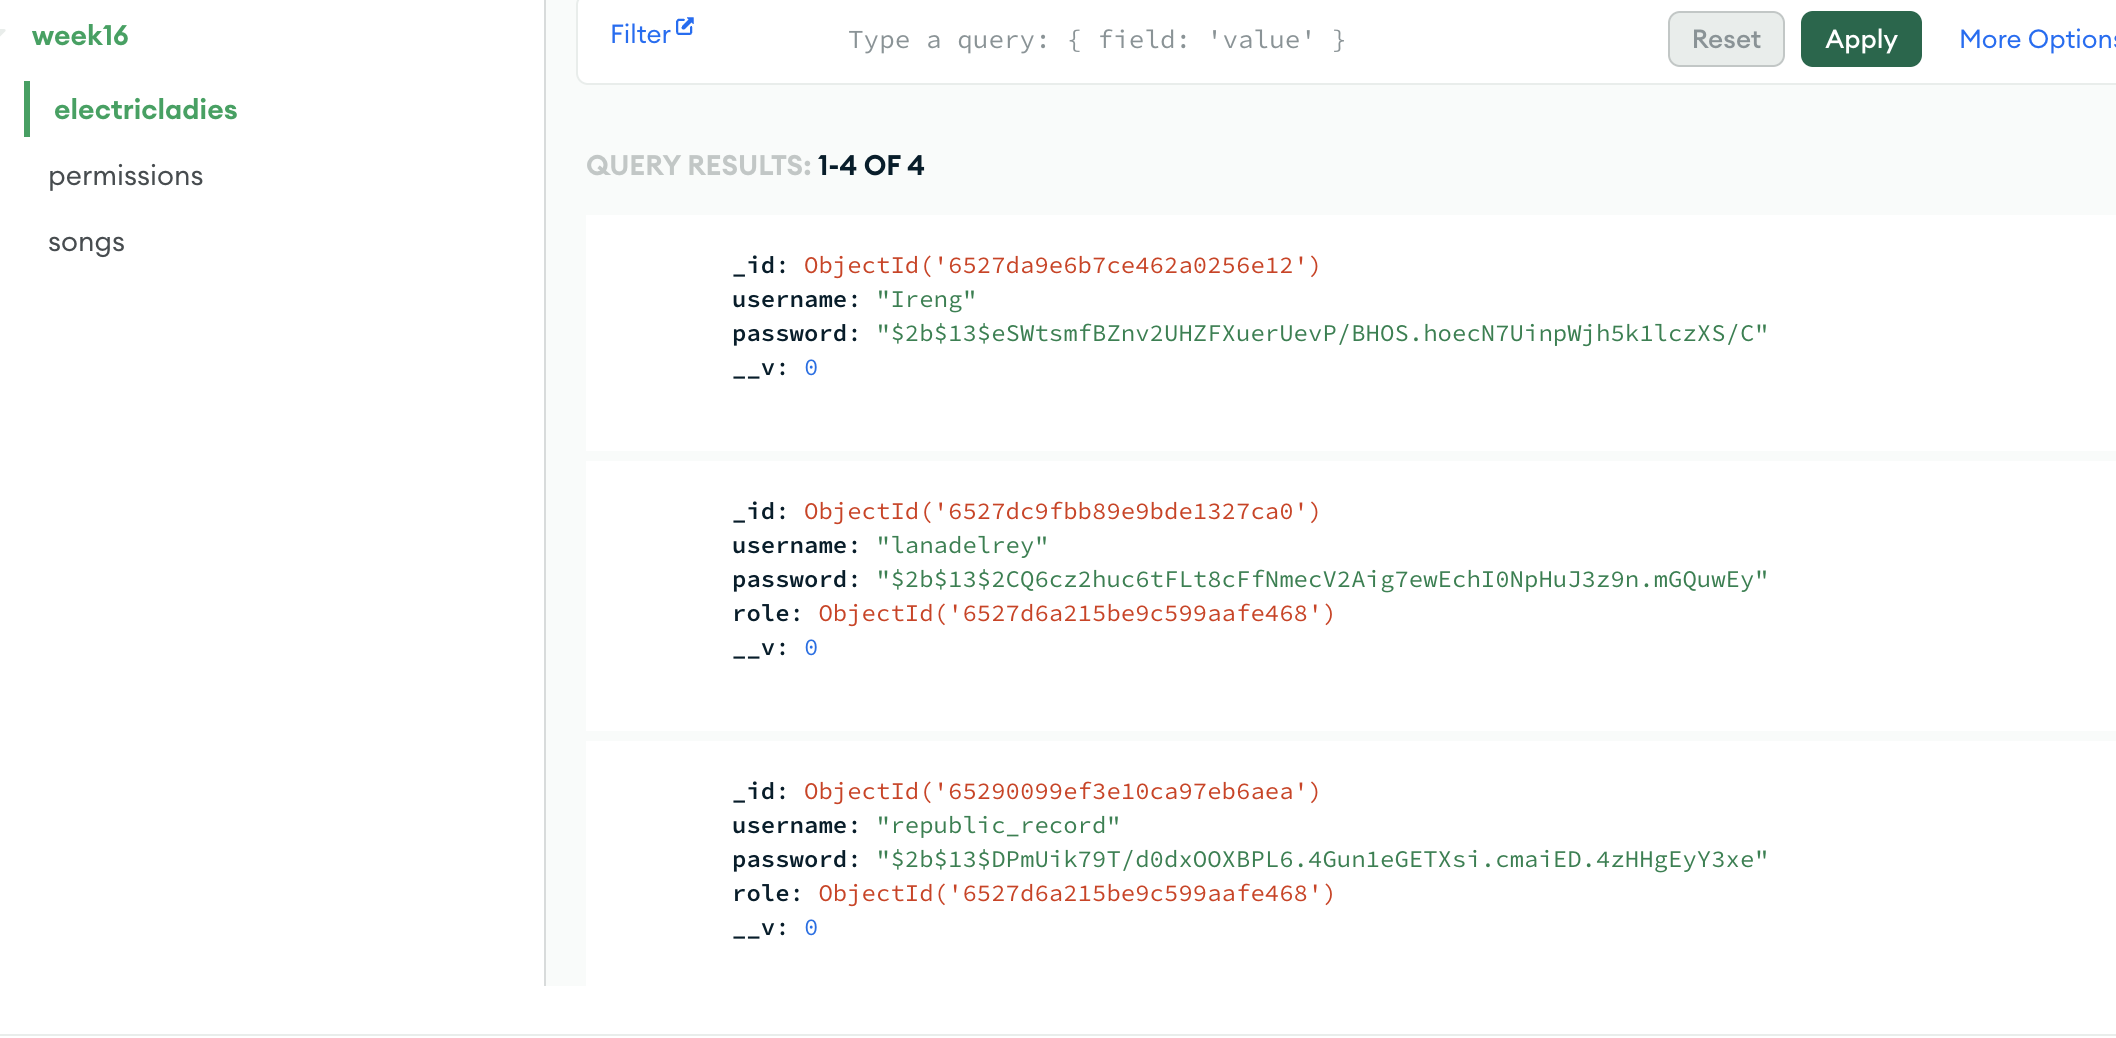 week16
electricladies
permissions
songs
Filter
Type a query: { field: 'value' }
Reset
Apply
More Options
QUERY RESULTS: 1-4 OF 4
_id: ObjectId('6527da9e6b7ce462a0256e12')
username: "Ireng"
password: "$2b$13$eSWtsmfBZnv2UHZFXuerUevP/BHOS.hoecN7UinpWjh5k1lczXS/C"
__v: 0
_id: ObjectId('6527dc9fbb89e9bde1327ca0')
username: "lanadelrey"
password: "$2b$13$2CQ6cz2huc6tFLt8cFfNmecV2Aig7ewEchI0NpHuJ3z9n.mGQuwEy"
role: ObjectId('6527d6a215be9c599aafe468')
__v: 0
_id: ObjectId('65290099ef3e10ca97eb6aea')
username: "republic_record"
password: "$2b$13$DPmUik79T/d0dxOOXBPL6.4Gun1eGETXsi.cmaiED.4zHHgEyY3xe"
role: ObjectId('6527d6a215be9c599aafe468')
__v: 0